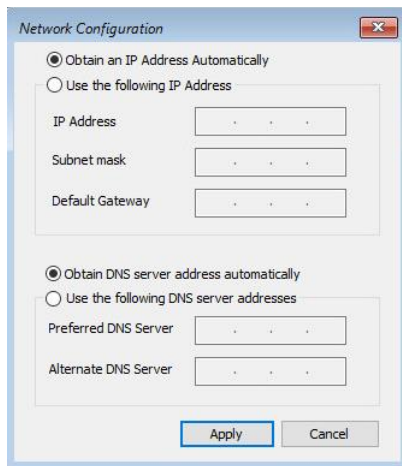 Network Configuration
Obtain an IP Address Automatically
Use the following IP Address
IP Address . . .
Subnet mask . . .
Default Gateway . . .
Obtain DNS server address automatically
Use the following DNS server addresses
Preferred DNS Server . . .
Alternate DNS Server . . .
Apply Cancel